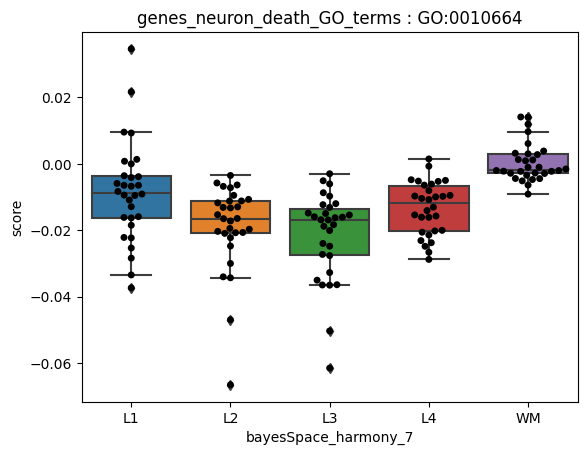 genes_neuron_death_GO_terms : GO:0010664
score
0.02
0.00
−0.02
−0.04
−0.06
L1
L2
L3
L4
WM
bayesSpace_harmony_7